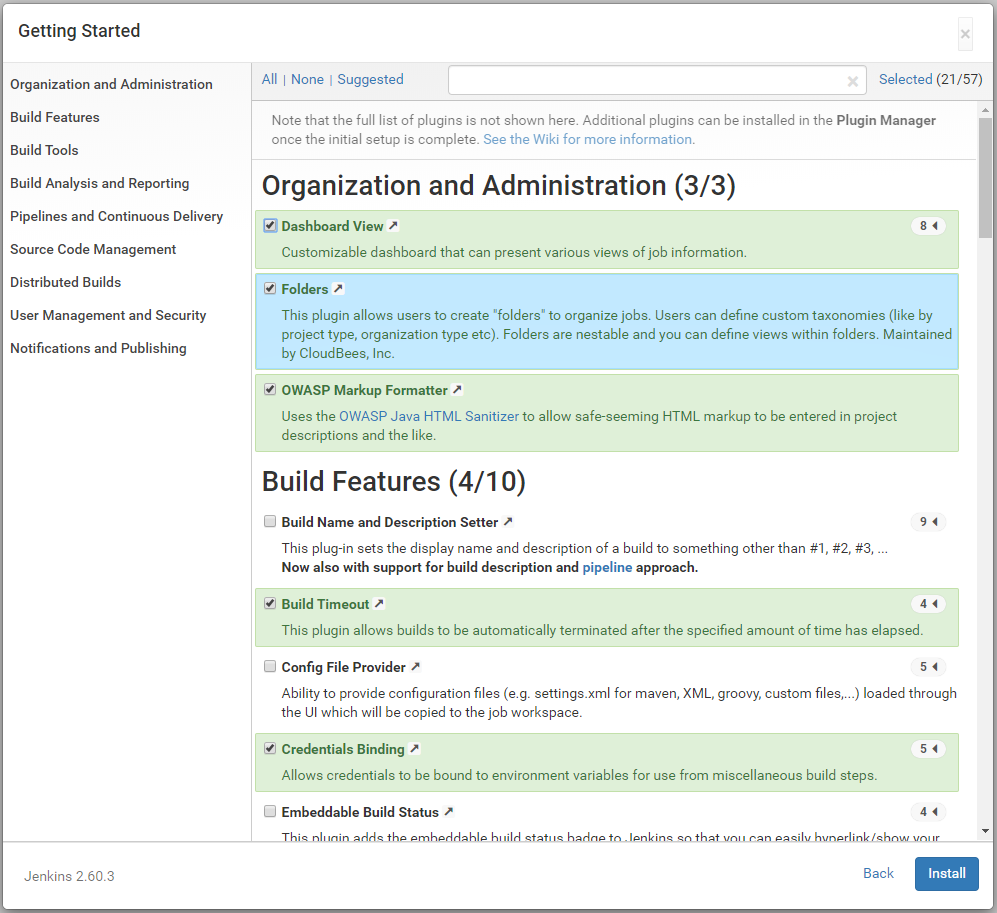 Getting Started
×
Organization and Administration
Build Features
Build Tools
Build Analysis and Reporting
Pipelines and Continuous Delivery
Source Code Management
Distributed Builds
User Management and Security
Notifications and Publishing
All | None | Suggested
×
Selected (21/57)
Note that the full list of plugins is not shown here. Additional plugins can be installed in the Plugin Manager
once the initial setup is complete. See the Wiki for more information.
Organization and Administration (3/3)
Dashboard View 8
Customizable dashboard that can present various views of job information.
Folders
This plugin allows users to create "folders" to organize jobs. Users can define custom taxonomies (like by
project type, organization type etc). Folders are nestable and you can define views within folders. Maintained
by CloudBees, Inc.
OWASP Markup Formatter
Uses the OWASP Java HTML Sanitizer to allow safe-seeming HTML markup to be entered in project
descriptions and the like.
Build Features (4/10)
Build Name and Description Setter 9
This plug-in sets the display name and description of a build to something other than #1, #2, #3, ...
Now also with support for build description and pipeline approach.
Build Timeout 4
This plugin allows builds to be automatically terminated after the specified amount of time has elapsed.
Config File Provider 5
Ability to provide configuration files (e.g. settings.xml for maven, XML, groovy, custom files,...) loaded through
the UI which will be copied to the job workspace.
Credentials Binding 5
Allows credentials to be bound to environment variables for use from miscellaneous build steps.
Embeddable Build Status 4
This plugin adds the embeddable build status badge to Jenkins so that you can easily hyperlink/show your
Jenkins 2.60.3
Back
Install